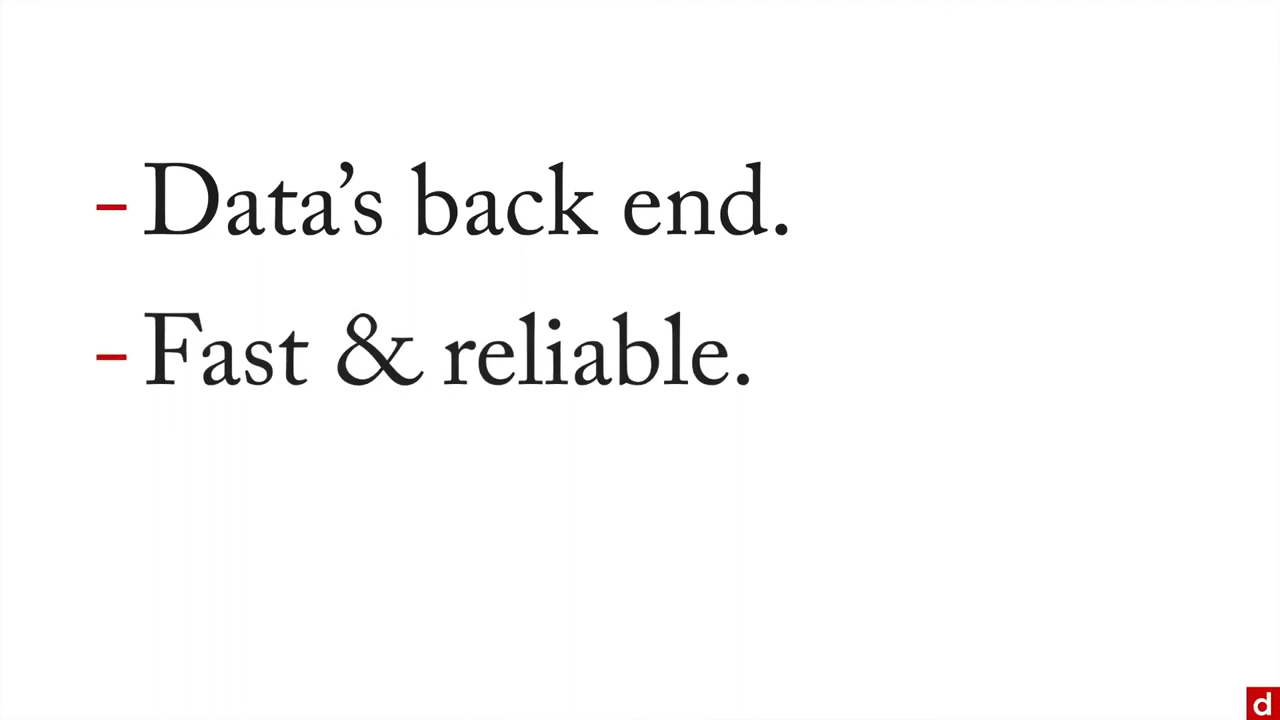 – Data’s back end.
– Fast & reliable.
d